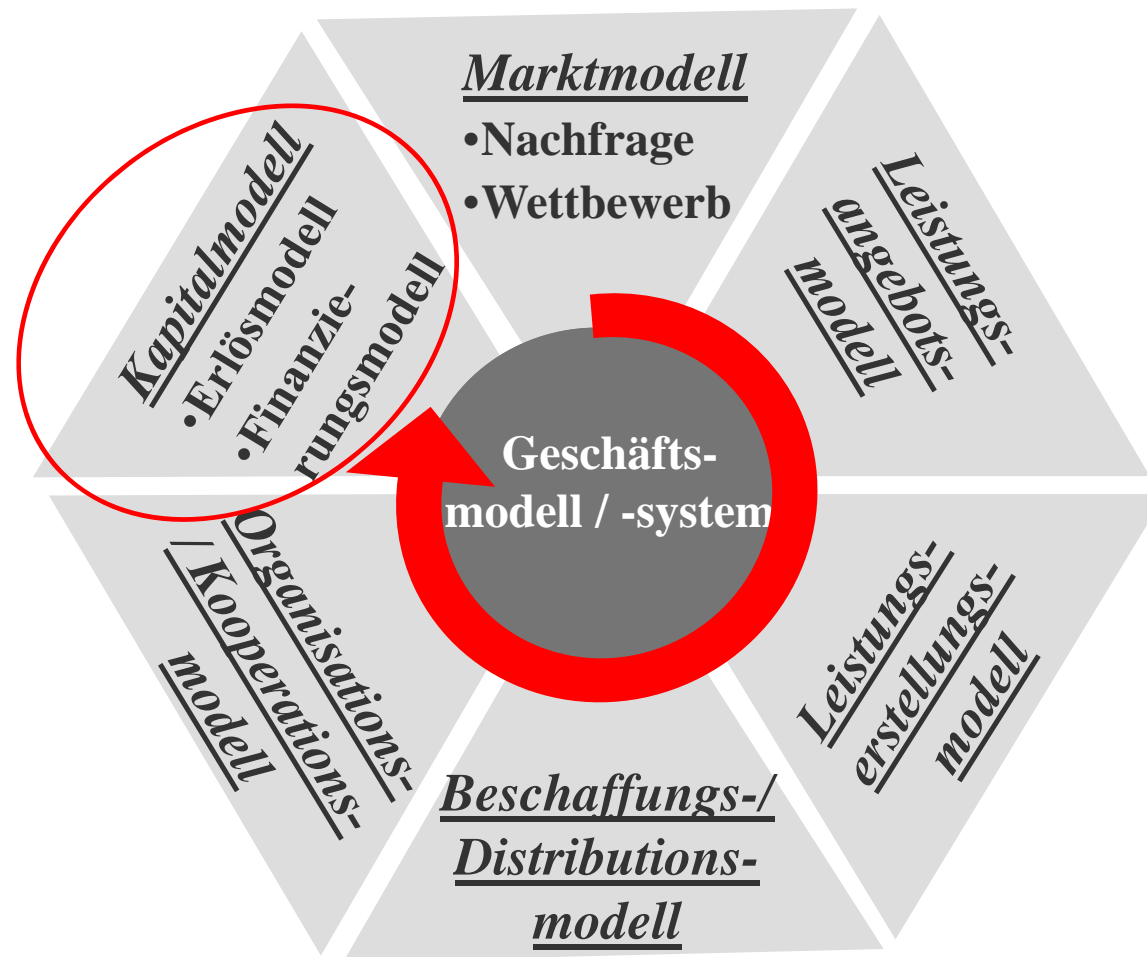 Marktmodell
•Nachfrage
•Wettbewerb
Leistungs-
angebots-
modell
Leistungs-
erstellungs-
modell
Beschaffungs-/
Distributions-
modell
Organisations-
/ Kooperations-
modell
Kapitalmodell
•Erlösmodell
•Finanzie-
rungsmodell
Geschäfts-
modell / -system